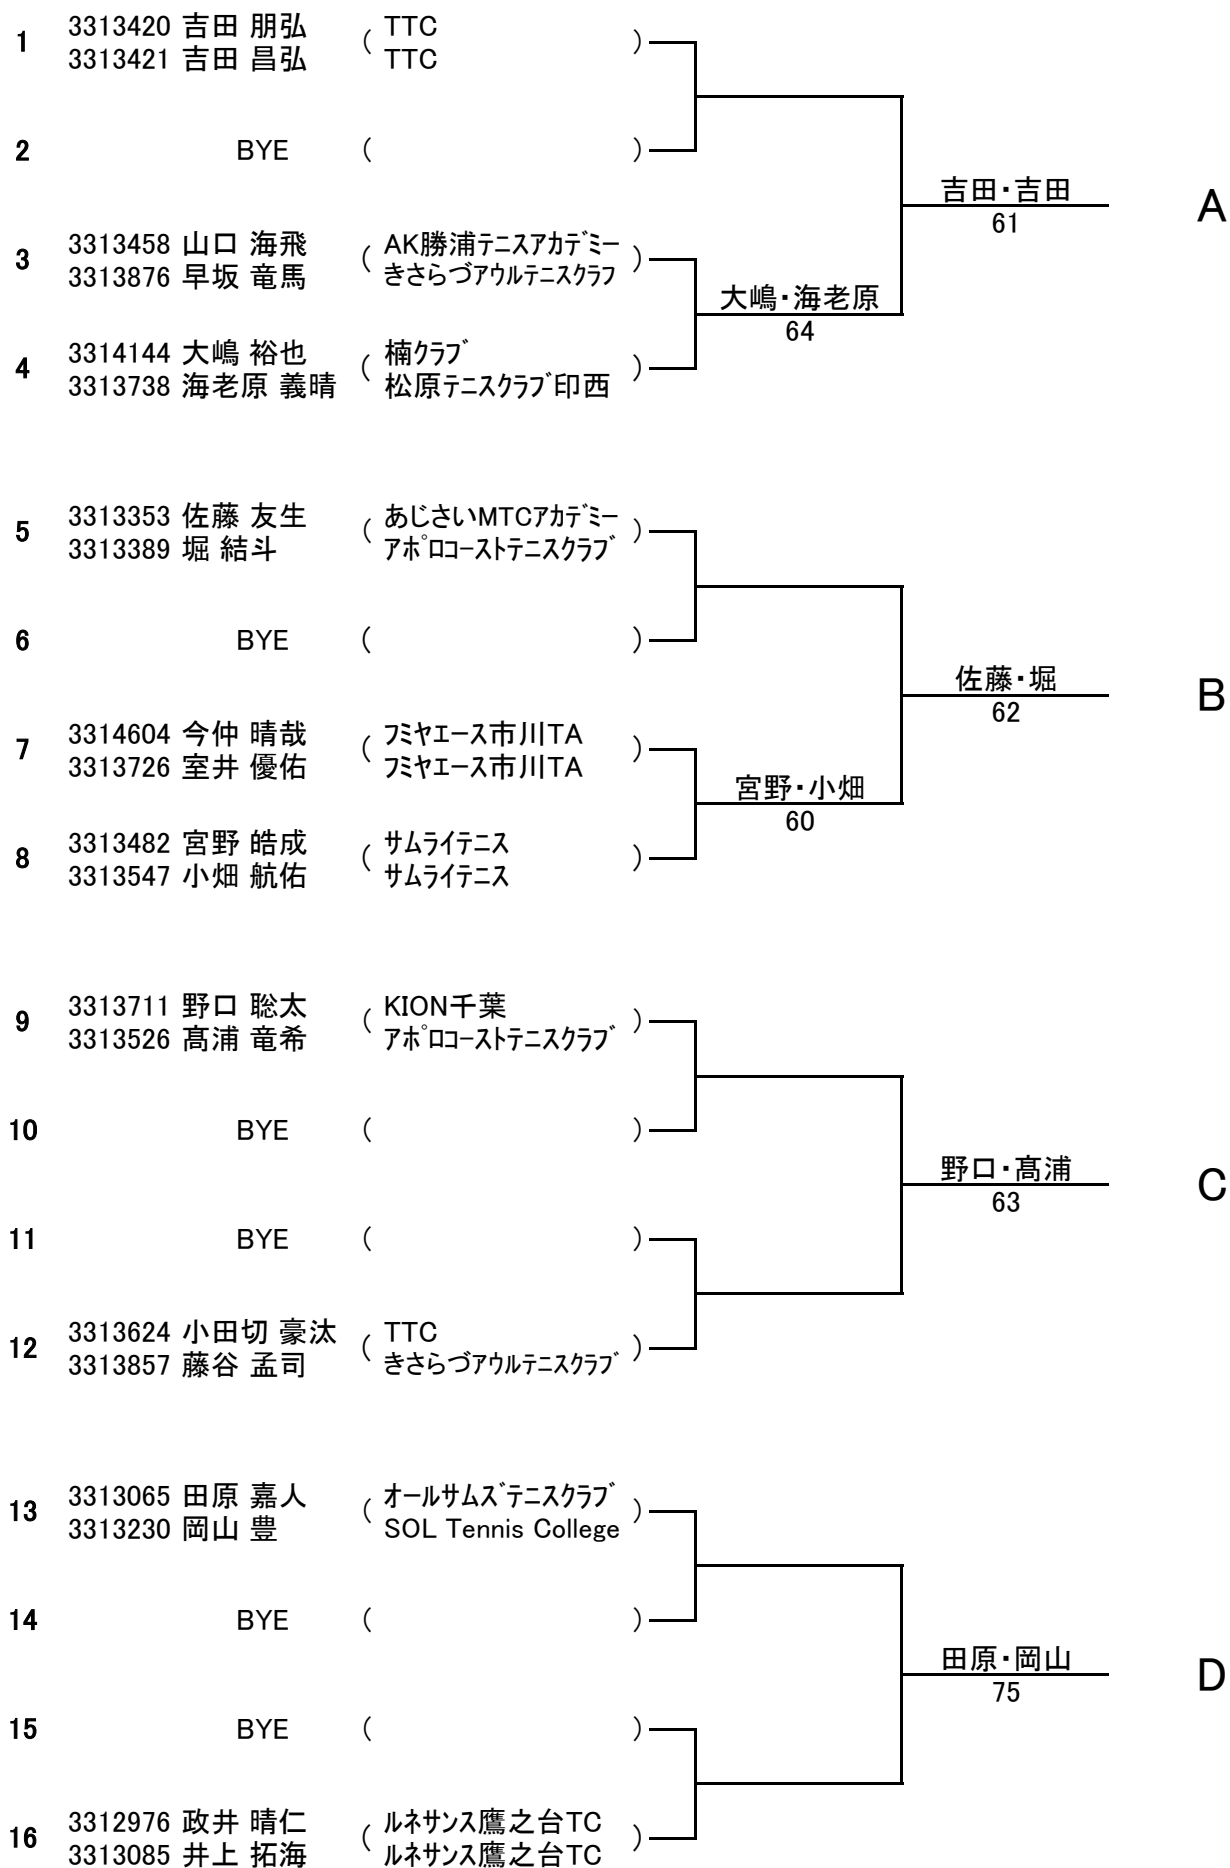 1 3313420 吉田 朋弘 ( TTC )
3313421 吉田 昌弘 TTC
2 BYE ( )
吉田・吉田 A
61
3 3313458 山口 海飛 ( AK勝浦テニスアカデミー )
3313876 早坂 竜馬 きさらづアウルテニスクラフ
大嶋・海老原
64
4 3314144 大嶋 裕也 ( 楠クラブ )
3313738 海老原 義晴 松原テニスクラブ印西
5 3313353 佐藤 友生 ( あじさいMTCアカデミー )
3313389 堀 結斗 アポロコーストテニスクラブ
6 BYE ( )
佐藤・堀 B
62
7 3314604 今仲 晴哉 ( フミヤエース市川TA )
3313726 室井 優佑 フミヤエース市川TA
宮野・小畑
60
8 3313482 宮野 皓成 ( サムライテニス )
3313547 小畑 航佑 サムライテニス
9 3313711 野口 聡太 ( KION千葉 )
3313526 髙浦 竜希 アポロコーストテニスクラブ
10 BYE ( )
野口・髙浦 C
63
11 BYE ( )
12 3313624 小田切 豪汰 ( TTC )
3313857 藤谷 孟司 きさらづアウルテニスクラブ
13 3313065 田原 嘉人 ( オールサムズテニスクラブ )
3313230 岡山 豊 SOL Tennis College
14 BYE ( )
田原・岡山 D
75
15 BYE ( )
16 3312976 政井 晴仁 ( ルネサンス鷹之台TC )
3313085 井上 拓海 ルネサンス鷹之台TC